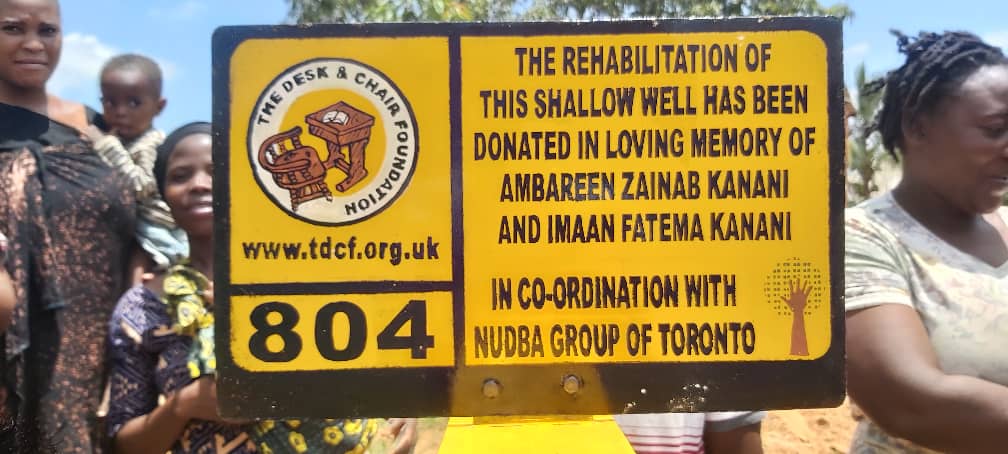 THE DESK & CHAIR FOUNDATION
www.tdcf.org.uk
804
THE REHABILITATION OF
THIS SHALLOW WELL HAS BEEN
DONATED IN LOVING MEMORY OF
AMBAREEN ZAINAB KANANI
AND IMAAN FATEMA KANANI
IN CO-ORDINATION WITH
NUDBA GROUP OF TORONTO